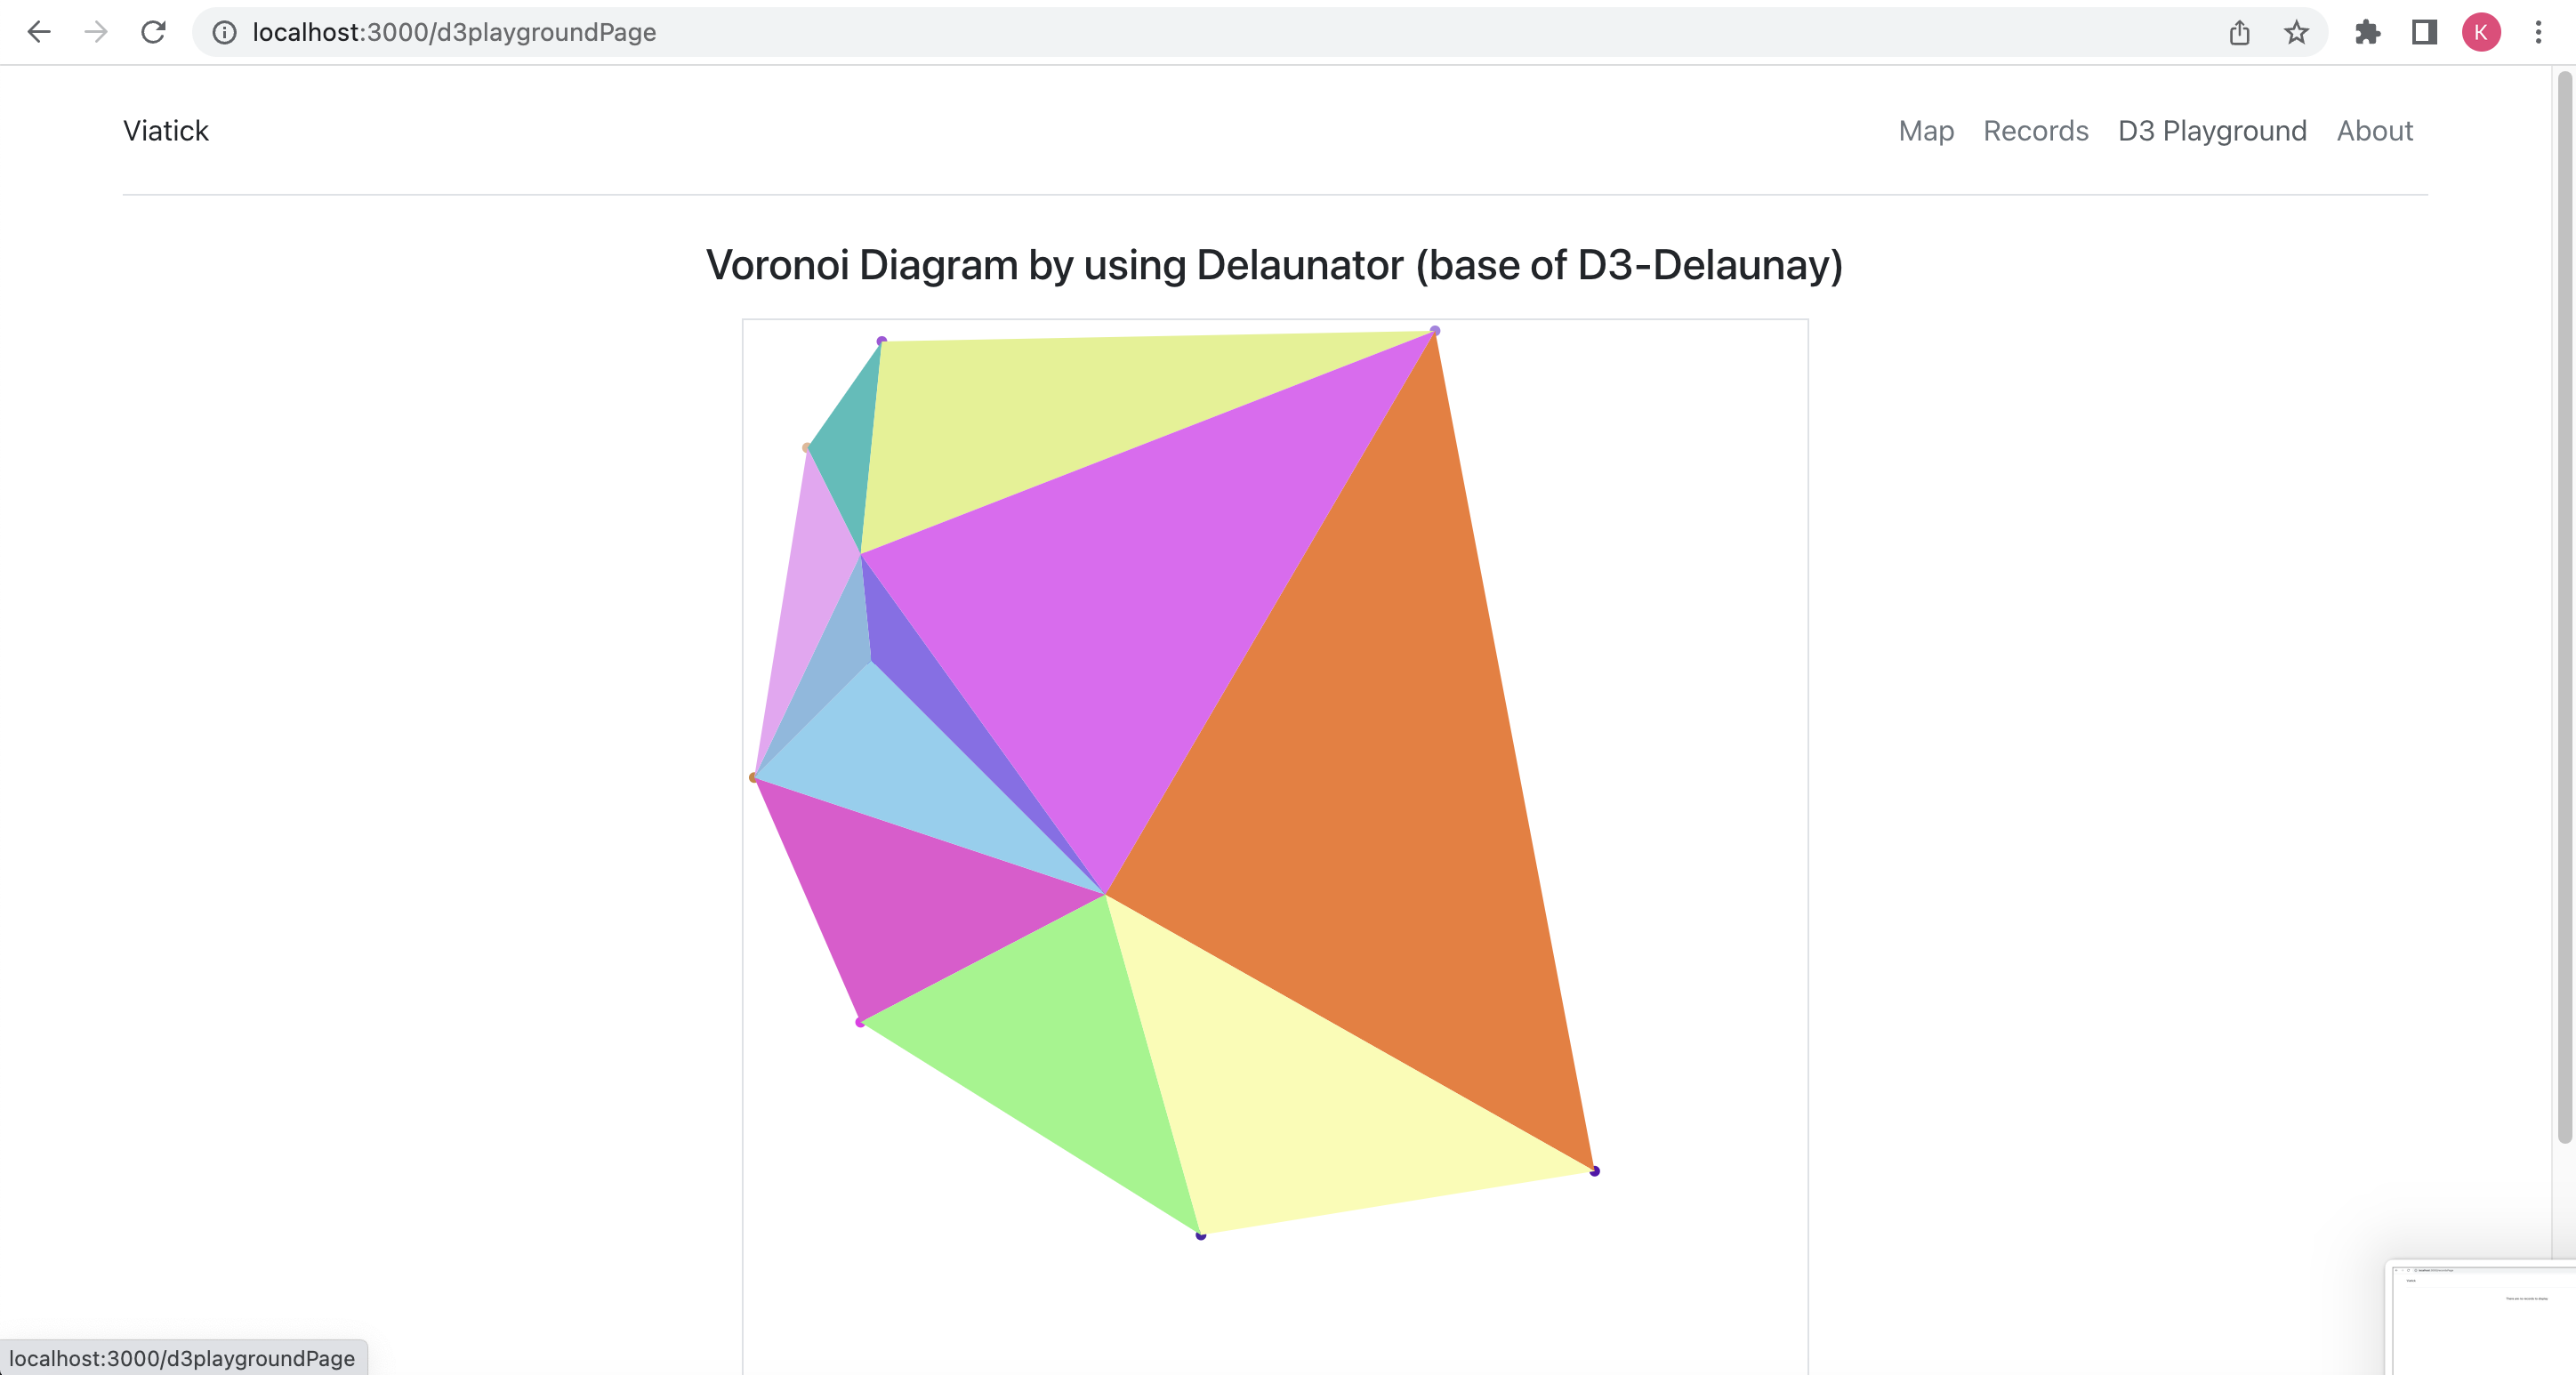 localhost:3000/d3playgroundPage
K
Viatick
Map Records D3 Playground About
Voronoi Diagram by using Delaunator (base of D3-Delaunay)
localhost:3000/d3playgroundPage